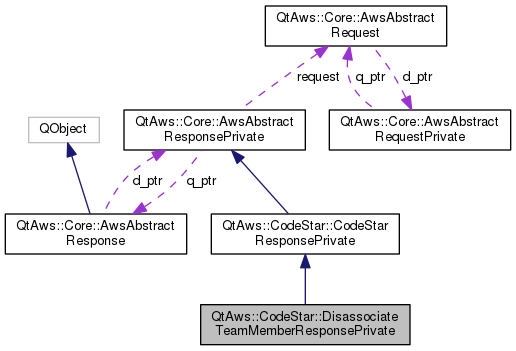 QtAws::Core::AwsAbstract
Request
request
q_ptr
d_ptr
QObject
QtAws::Core::AwsAbstract
ResponsePrivate
QtAws::Core::AwsAbstract
RequestPrivate
d_ptr
q_ptr
QtAws::Core::AwsAbstract
Response
QtAws::CodeStar::CodeStar
ResponsePrivate
QtAws::CodeStar::Disassociate
TeamMemberResponsePrivate